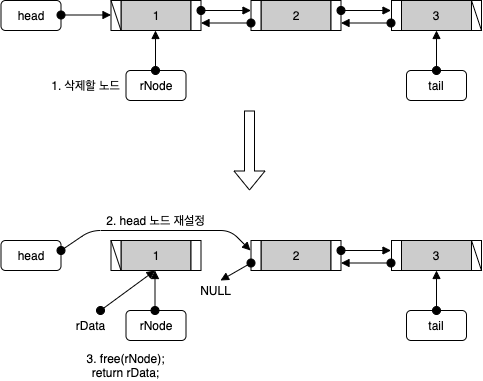 head
1
2
3
1. 삭제할 노드
rNode
tail
2. head 노드 재설정
head
1
2
3
NULL
rData
rNode
tail
3. free(rNode);
return rData;